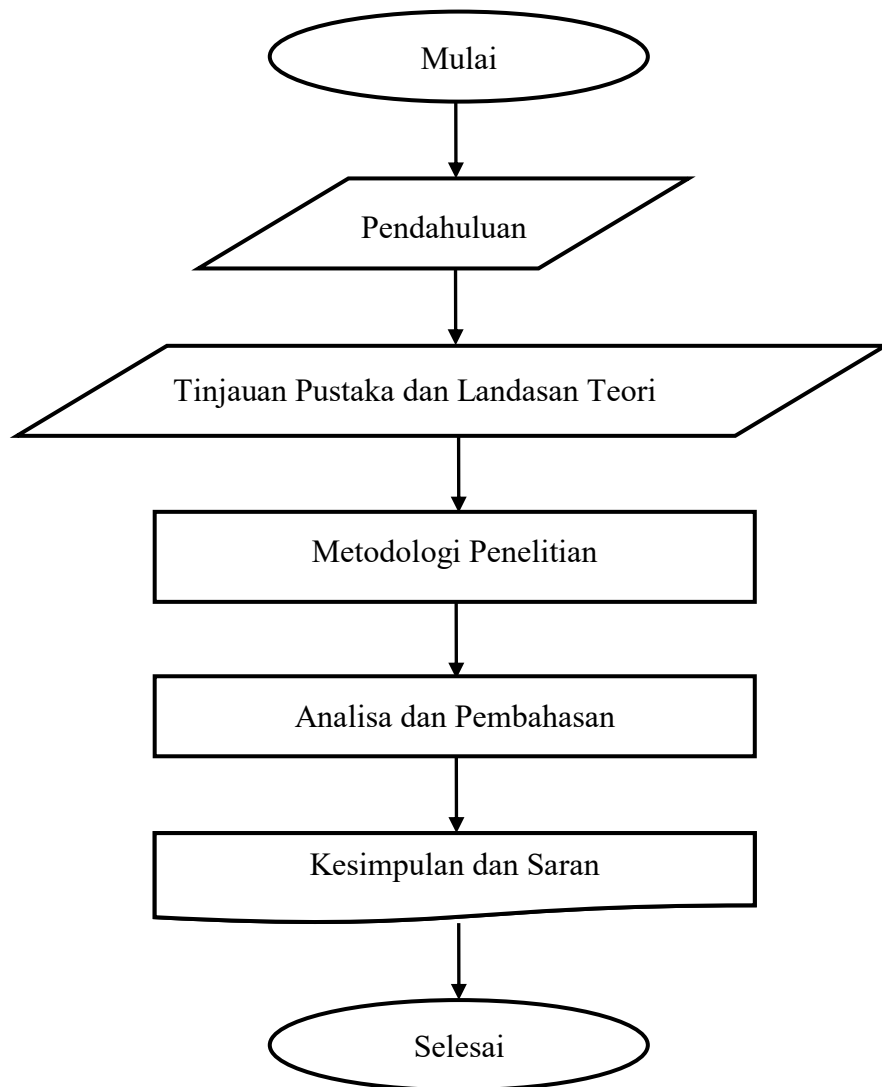 Mulai
Pendahuluan
Tinjauan Pustaka dan Landasan Teori
Metodologi Penelitian
Analisa dan Pembahasan
Kesimpulan dan Saran
Selesai